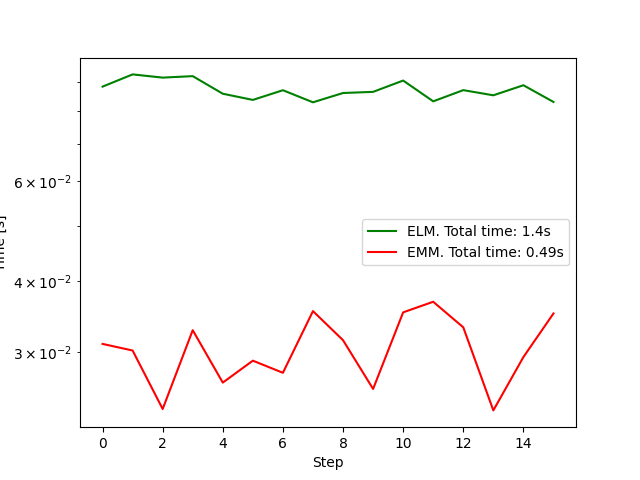 6 × 10⁻²
4 × 10⁻²
3 × 10⁻²
ELM. Total time: 1.4s
EMM. Total time: 0.49s
0 2 4 6 8 10 12 14
Step